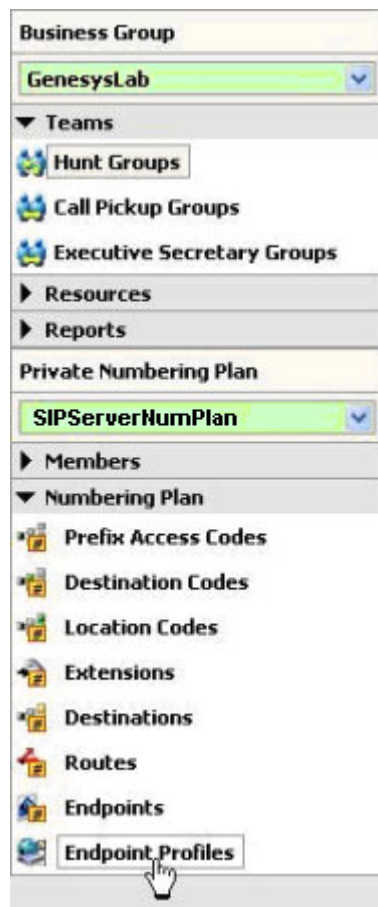 Business Group
GenesysLab
Teams
Hunt Groups
Call Pickup Groups
Executive Secretary Groups
Resources
Reports
Private Numbering Plan
SIPServerNumPlan
Members
Numbering Plan
Prefix Access Codes
Destination Codes
Location Codes
Extensions
Destinations
Routes
Endpoints
Endpoint Profiles